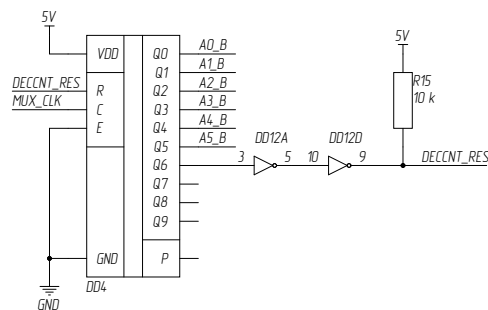 5V
VDD
Q0 A0_B
Q1 A1_B
DECCNT_RES R Q2 A2_B
MUX_CLK C Q3 A3_B
E Q4 A4_B
Q5 A5_B
Q6 3 DD12A 5 10 DD12D 9 DECCNT_RES
5V
R15
10 k
Q7
Q8
Q9
GND P
DD4
GND